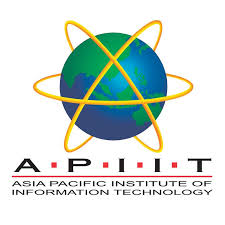 A·P·I·I·T
ASIA PACIFIC INSTITUTE OF
INFORMATION TECHNOLOGY